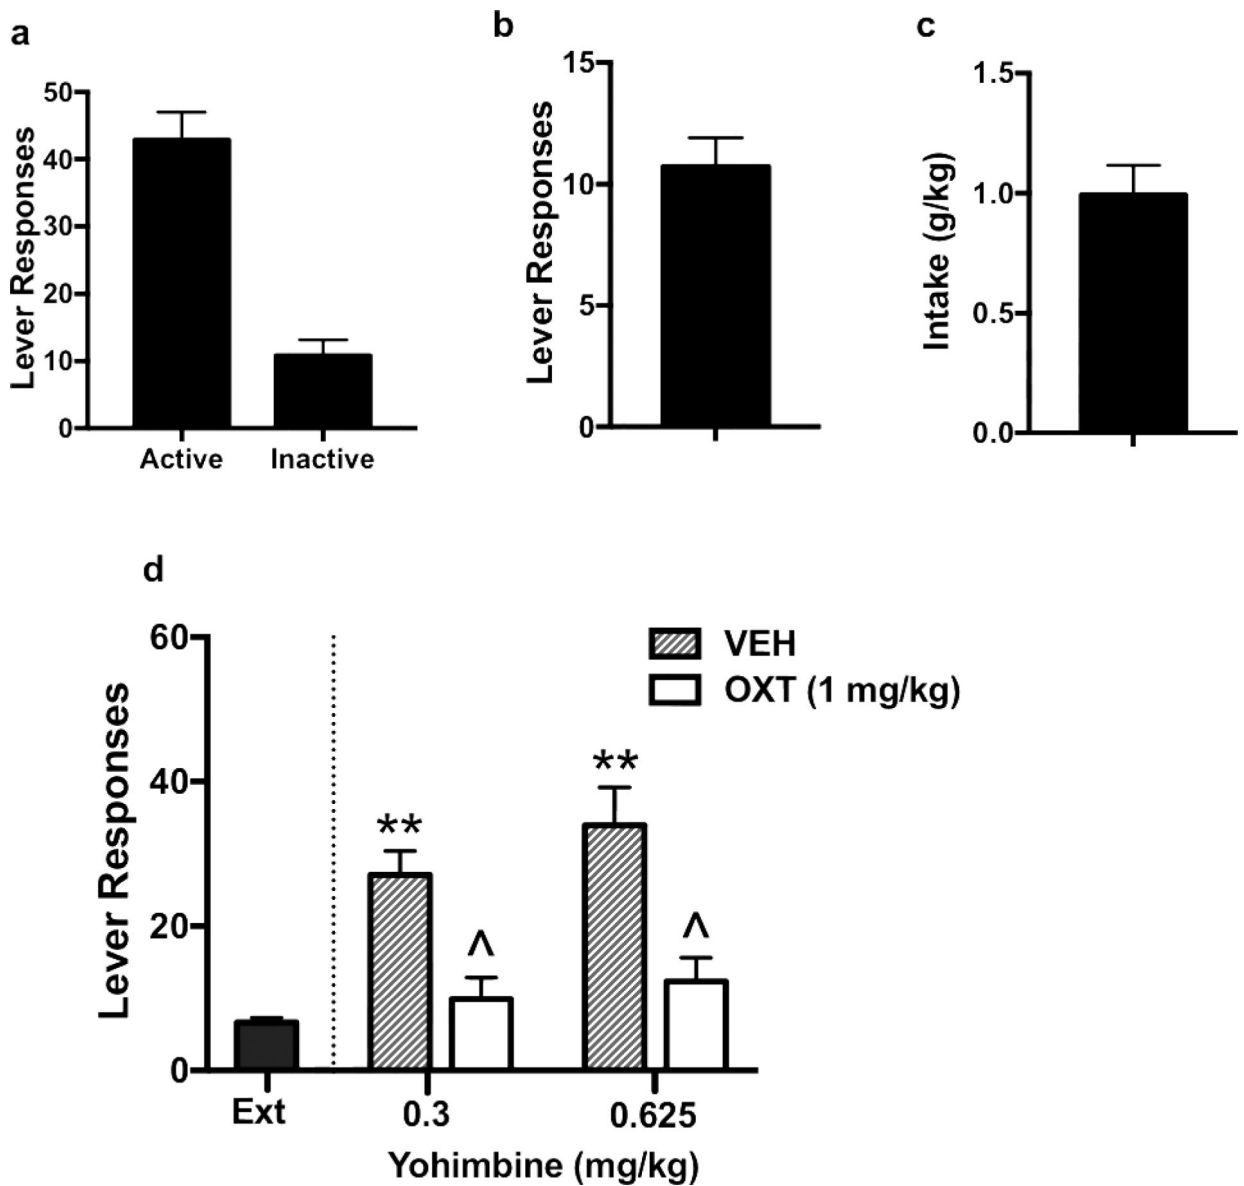 a
50
40
30
20
10
0
Lever Responses
Active Inactive
b
15
10
5
0
Lever Responses
c
1.5
1.0
0.5
0.0
Intake (g/kg)
d
60
40
20
0
Lever Responses
VEH
OXT (1 mg/kg)
** ^ ** ^
Ext 0.3 0.625
Yohimbine (mg/kg)